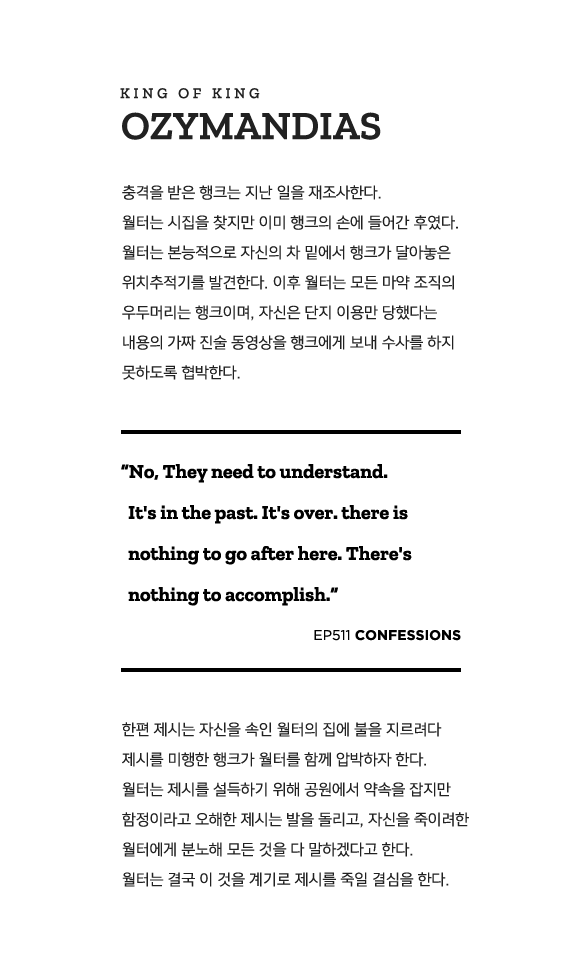 KING OF KING
OZYMANDIAS
충격을 받은 행크는 지난 일을 재조사한다.
월터는 시집을 찾지만 이미 행크의 손에 들어간 후였다.
월터는 본능적으로 자신의 차 밑에서 행크가 달아놓은
위치추적기를 발견한다. 이후 월터는 모든 마약 조직의
우두머리는 행크이며, 자신은 단지 이용만 당했다는
내용의 가짜 진술 동영상을 행크에게 보내 수사를 하지
못하도록 협박한다.
“No, They need to understand.
It's in the past. It's over. there is
nothing to go after here. There's
nothing to accomplish.”
EP511 CONFESSIONS
한편 제시는 자신을 속인 월터의 집에 불을 지르려다
제시를 미행한 행크가 월터를 함께 압박하자 한다.
월터는 제시를 설득하기 위해 공원에서 약속을 잡지만
함정이라고 오해한 제시는 발을 돌리고, 자신을 죽이려한
월터에게 분노해 모든 것을 다 말하겠다고 한다.
월터는 결국 이 것을 계기로 제시를 죽일 결심을 한다.